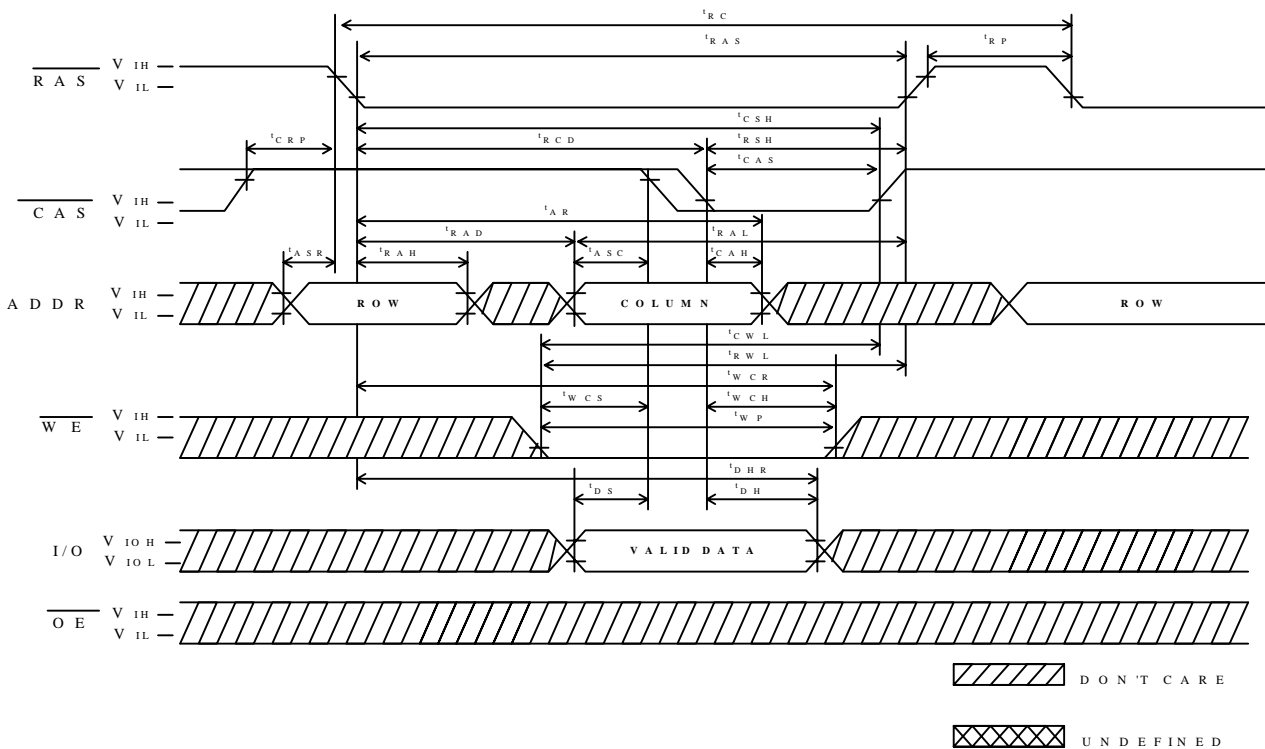 tRC
tRAS
tRP
RAS
VIH
VIL
tCSH
tCRP
tRCD
tRSH
tCAS
CAS
VIH
VIL
tAR
tRAD
tRAL
tASR
tRAH
tASC
tCAH
ADDR
VIH
VIL
ROW
COLUMN
ROW
tCWL
tRWL
tWCR
tWCS
tWCH
tWP
WE
VIH
VIL
tDHR
tDS
tDH
I/O
VIOH
VIOL
VALID DATA
OE
VIH
VIL
DON'T CARE
UNDEFINED